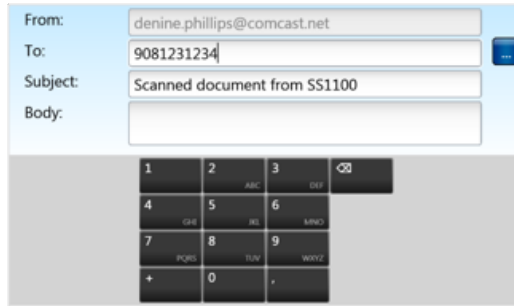 From: denine.phillips@comcast.net
To: 9081231234 ...
Subject: Scanned document from SS1100
Body:
1 2 ABC 3 DEF ⌫
4 GHI 5 JKL 6 MNO
7 PQRS 8 TUV 9 WXYZ
+ 0 ,